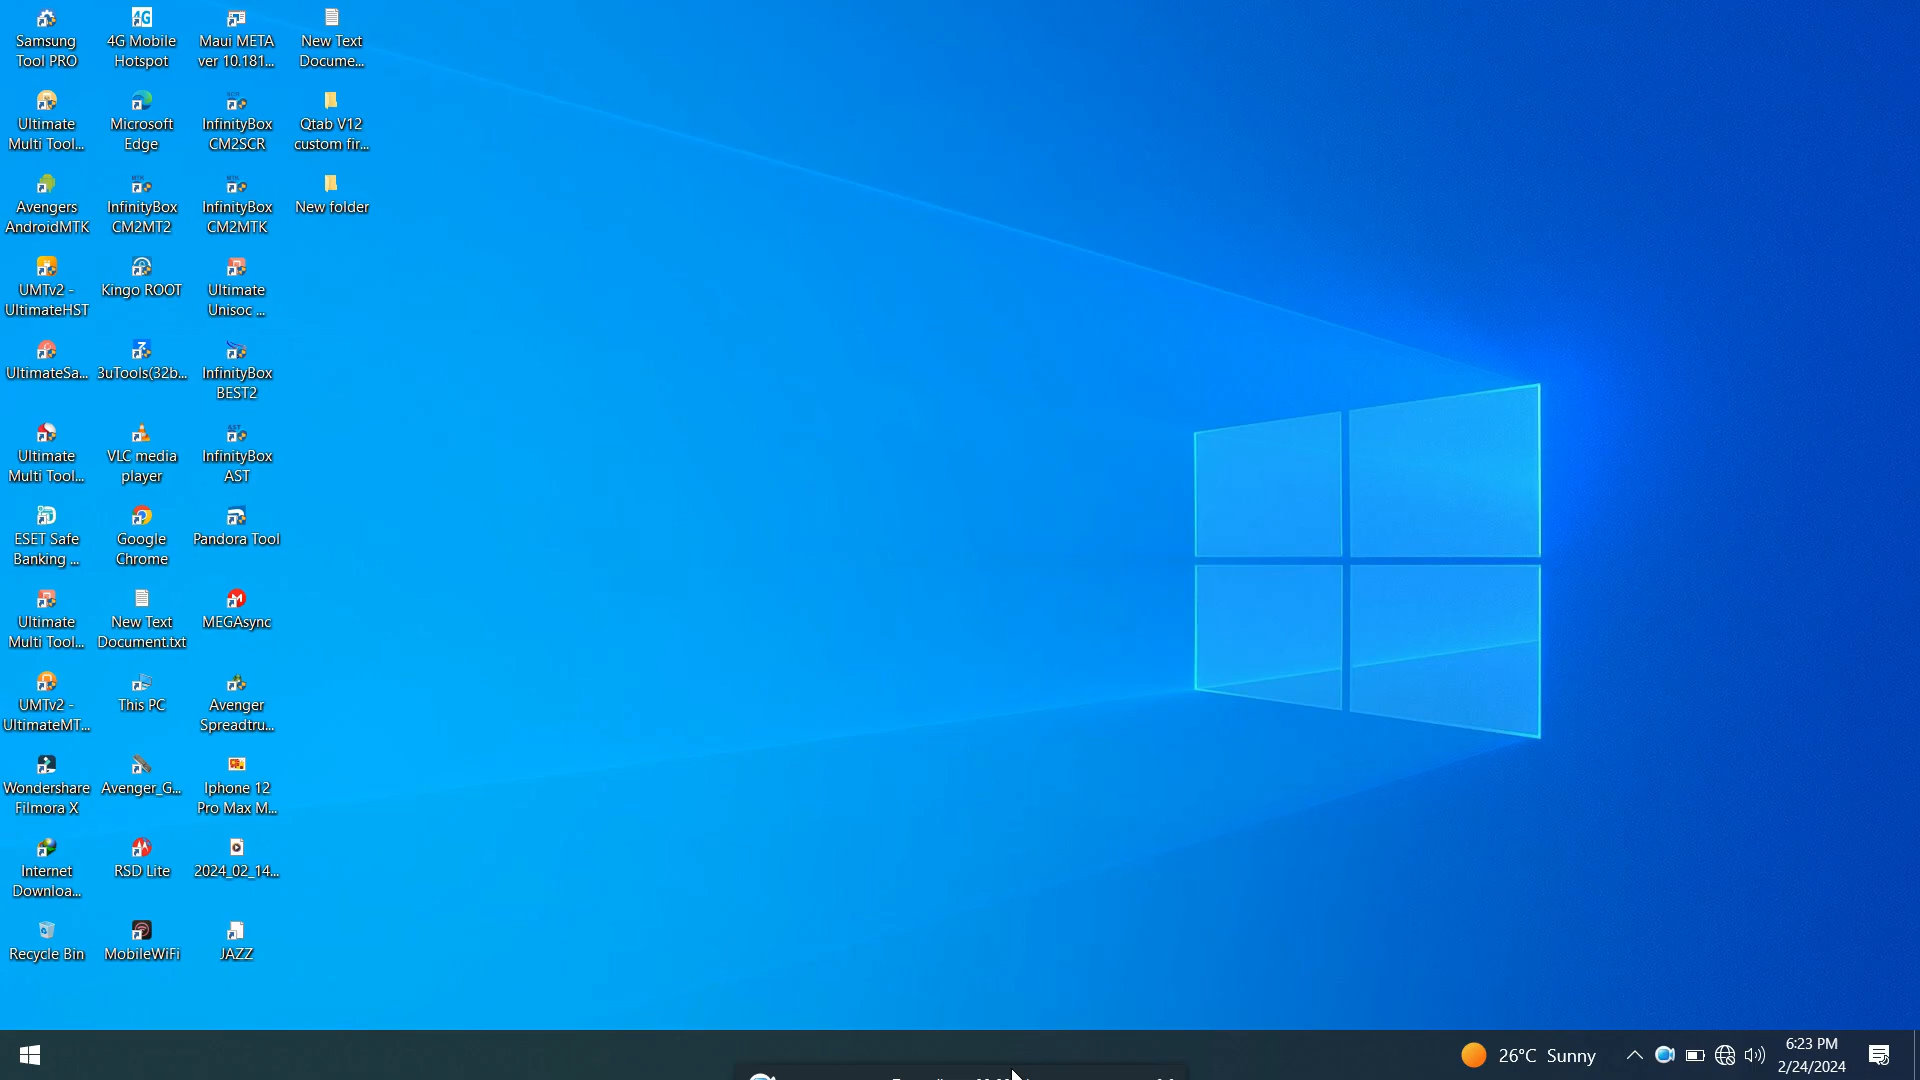 Samsung
Tool PRO
4G Mobile
Hotspot
Maui META
ver 10.181...
New Text
Docume...
Ultimate
Multi Tool...
Microsoft
Edge
InfinityBox
CM2SCR
Qtab V12
custom fir...
Avengers
AndroidMTK
InfinityBox
CM2MT2
InfinityBox
CM2MTK
New folder
UMTv2 -
UltimateHST
Kingo ROOT
Ultimate
Unisoc ...
UltimateSa...
3uTools(32b...
InfinityBox
BEST2
Ultimate
Multi Tool...
VLC media
player
InfinityBox
AST
ESET Safe
Banking ...
Google
Chrome
Pandora Tool
Ultimate
Multi Tool...
New Text
Document.txt
MEGAsync
UMTv2 -
UltimateMT...
This PC
Avenger
Spreadtru...
Wondershare
Filmora X
Avenger_G...
Iphone 12
Pro Max M...
Internet
Downloa...
RSD Lite
2024_02_14...
Recycle Bin
MobileWiFi
JAZZ
26°C Sunny
6:23 PM
2/24/2024